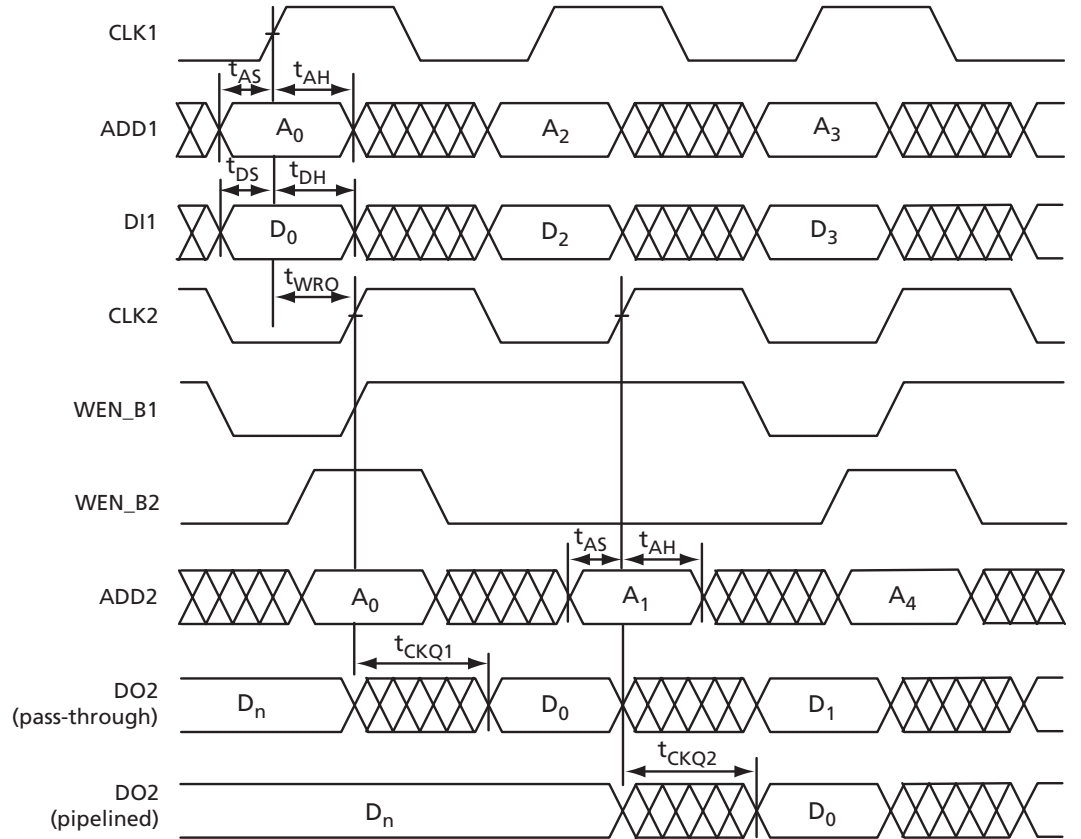 CLK1
tAS tAH
ADD1 A0 A2 A3
tDS tDH
DI1 D0 D2 D3
tWRO
CLK2
WEN_B1
WEN_B2
tAS tAH
ADD2 A0 A1 A4
tCKQ1
DO2
(pass-through) Dn D0 D1
tCKQ2
DO2
(pipelined) Dn D0